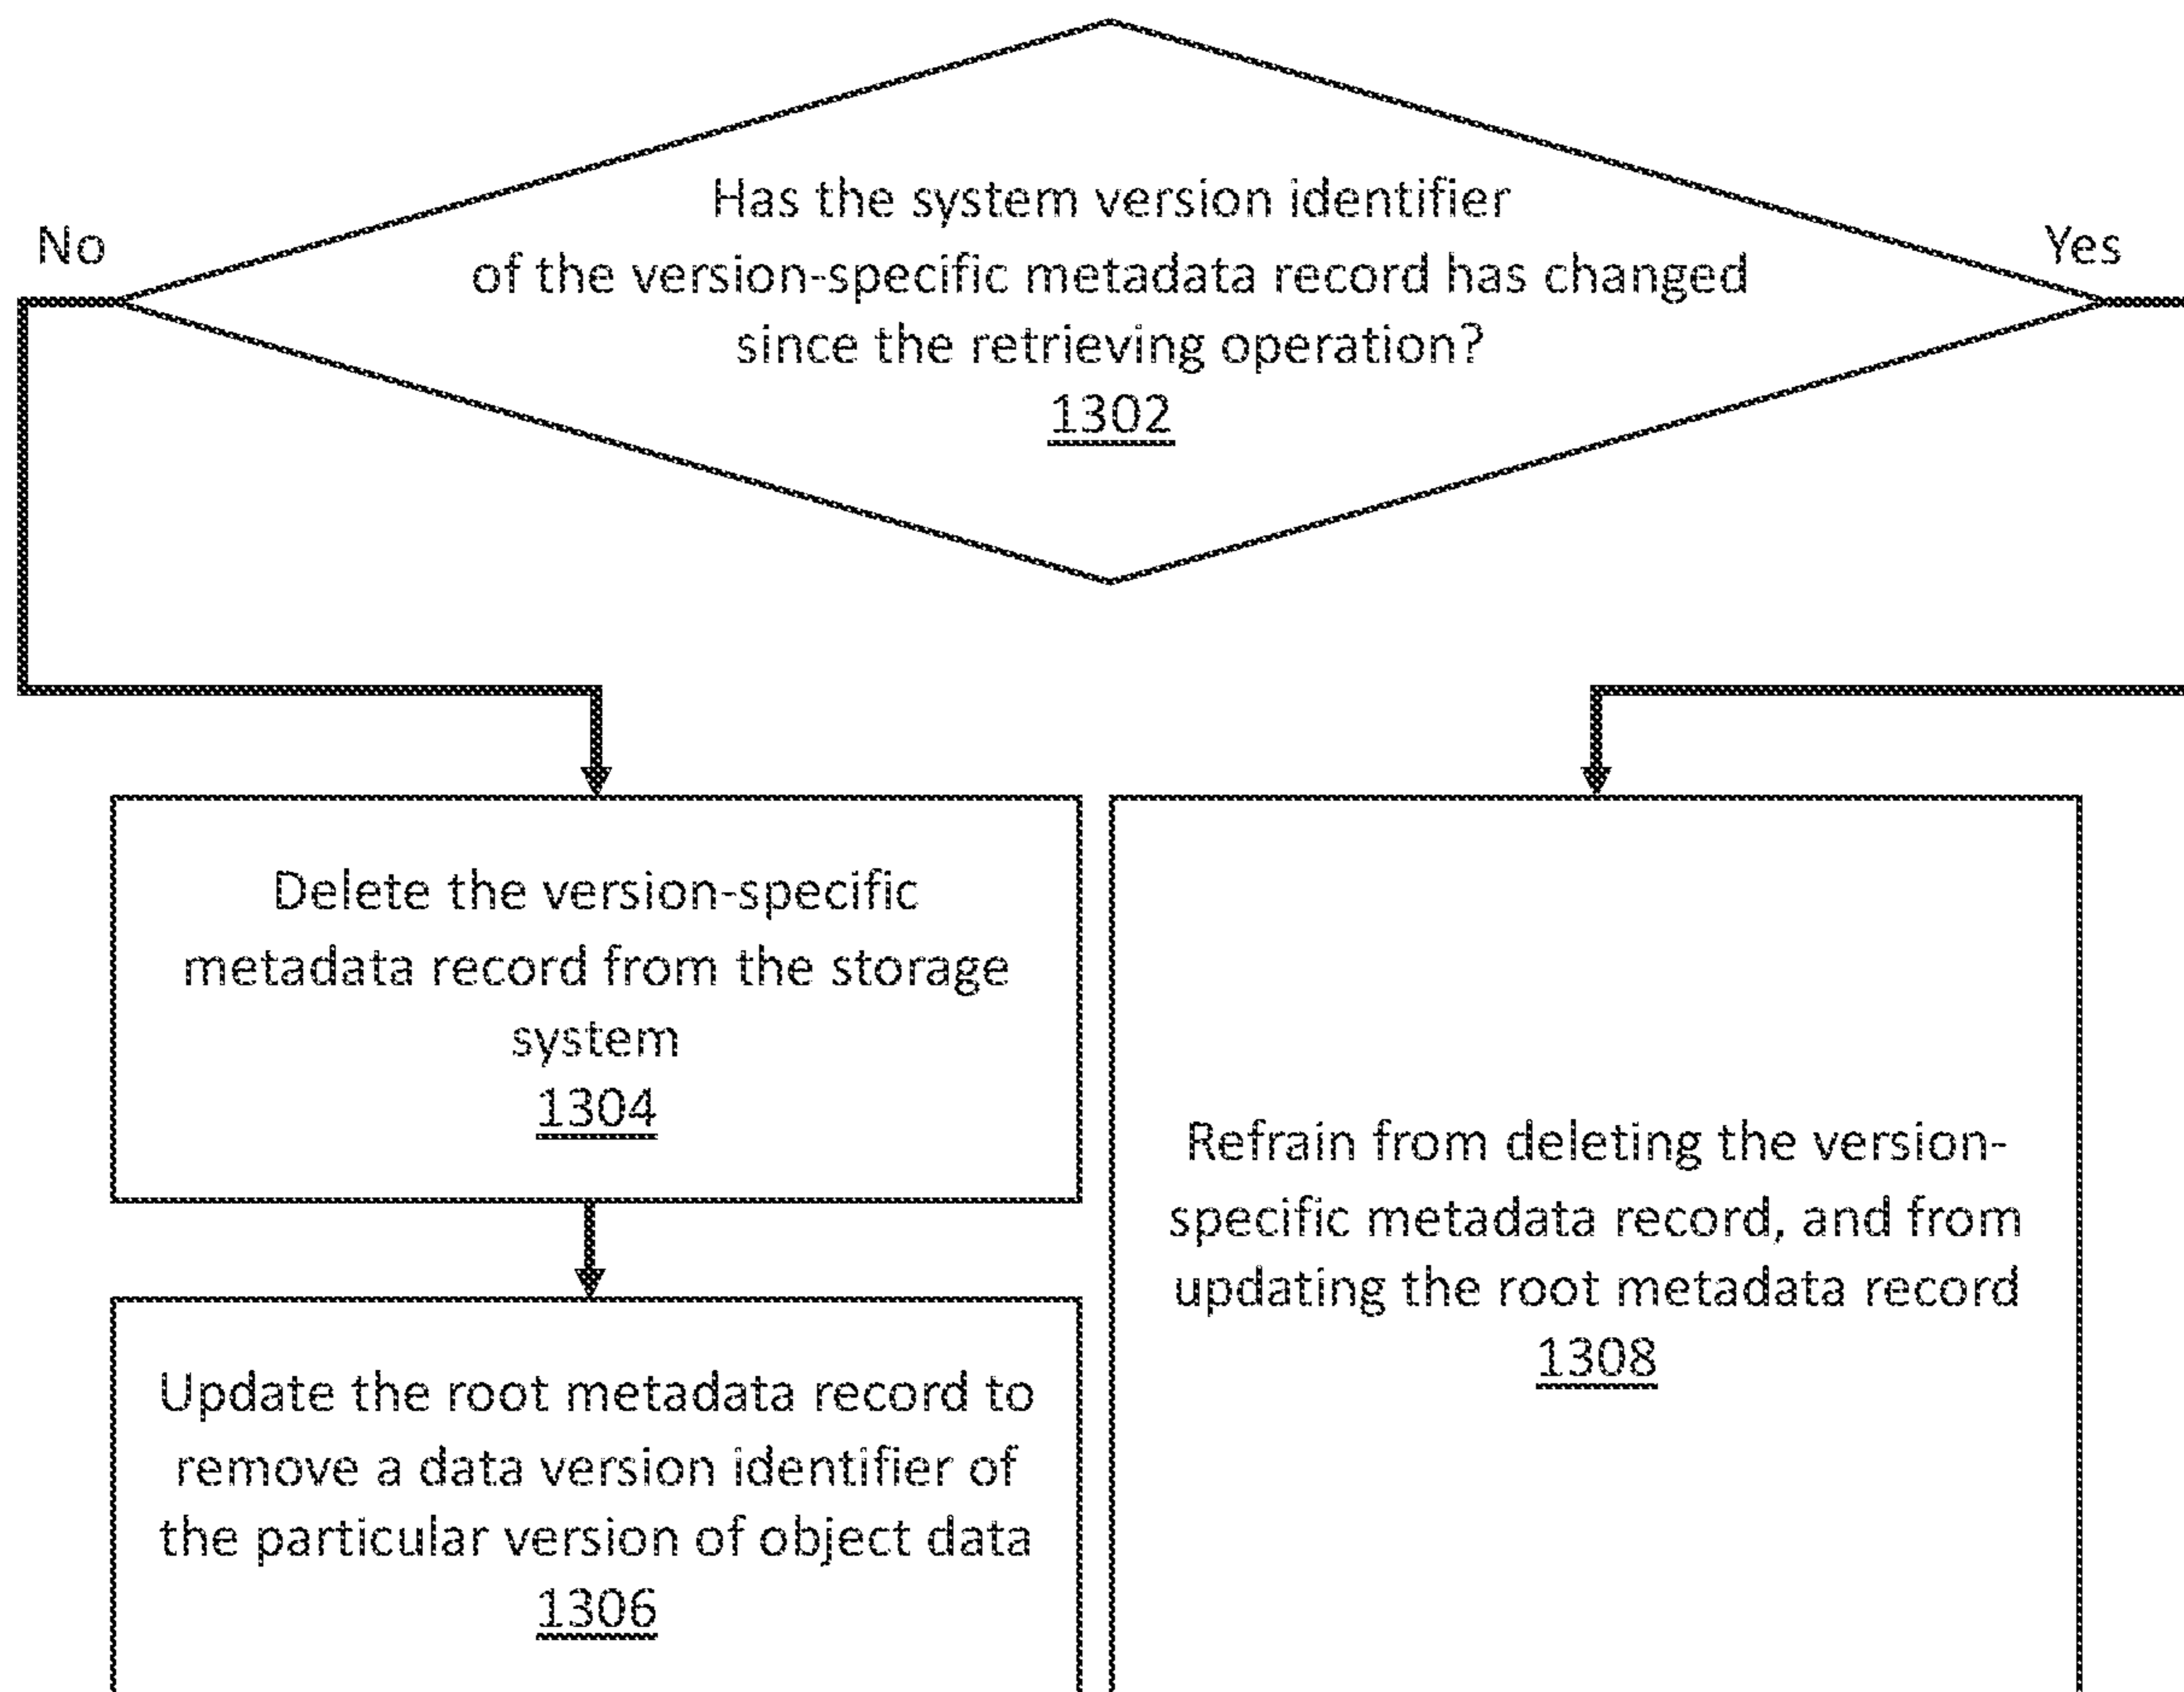 Has the system version identifier
of the version-specific metadata record has changed
since the retrieving operation?
1302
No
Yes
Delete the version-specific
metadata record from the storage
system
1304
Update the root metadata record to
remove a data version identifier of
the particular version of object data
1306
Refrain from deleting the version-
specific metadata record, and from
updating the root metadata record
1308